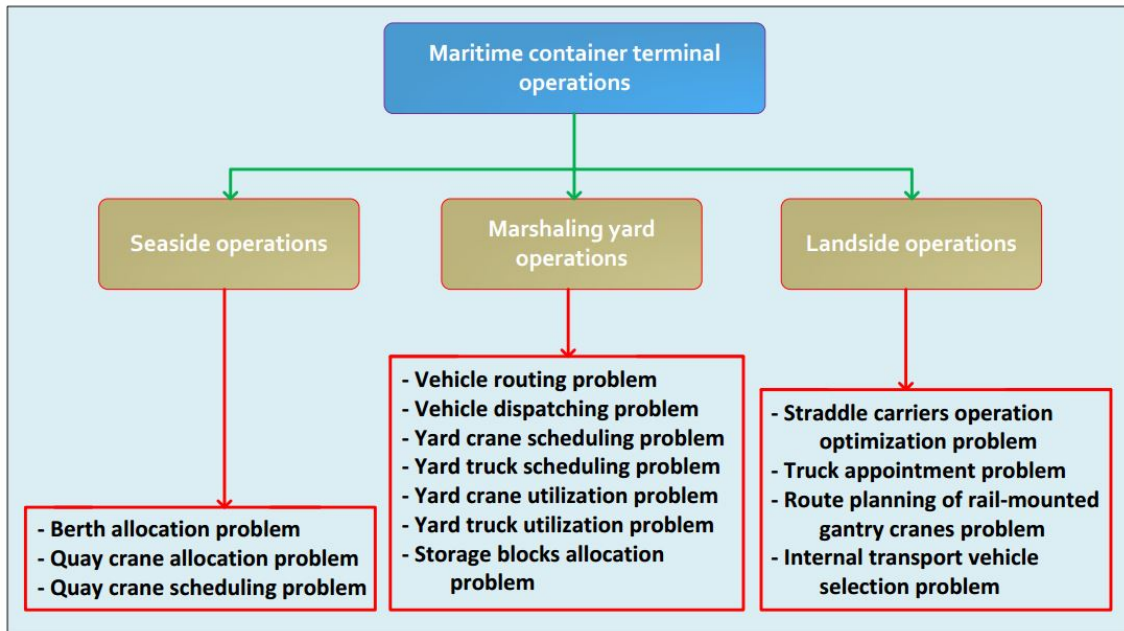 Maritime container terminal
operations
Seaside operations
Marshaling yard
operations
Landside operations
- Berth allocation problem
- Quay crane allocation problem
- Quay crane scheduling problem
- Vehicle routing problem
- Vehicle dispatching problem
- Yard crane scheduling problem
- Yard truck scheduling problem
- Yard crane utilization problem
- Yard truck utilization problem
- Storage blocks allocation
problem
- Straddle carriers operation
optimization problem
- Truck appointment problem
- Route planning of rail-mounted
gantry cranes problem
- Internal transport vehicle
selection problem